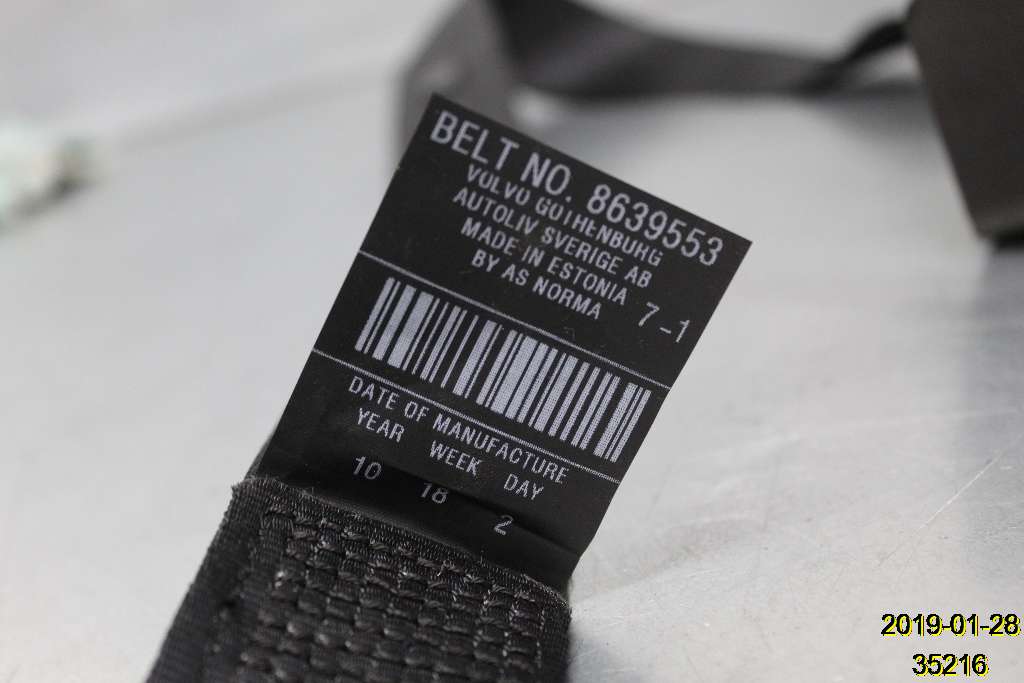 BELT NO. 8639553
VOLVO GOTHENBURG
AUTOLIV SVERIGE AB
MADE IN ESTONIA
BY AS NORMA 7-1
DATE OF MANUFACTURE
YEAR WEEK DAY
10 18 2
2019-01-28
35216